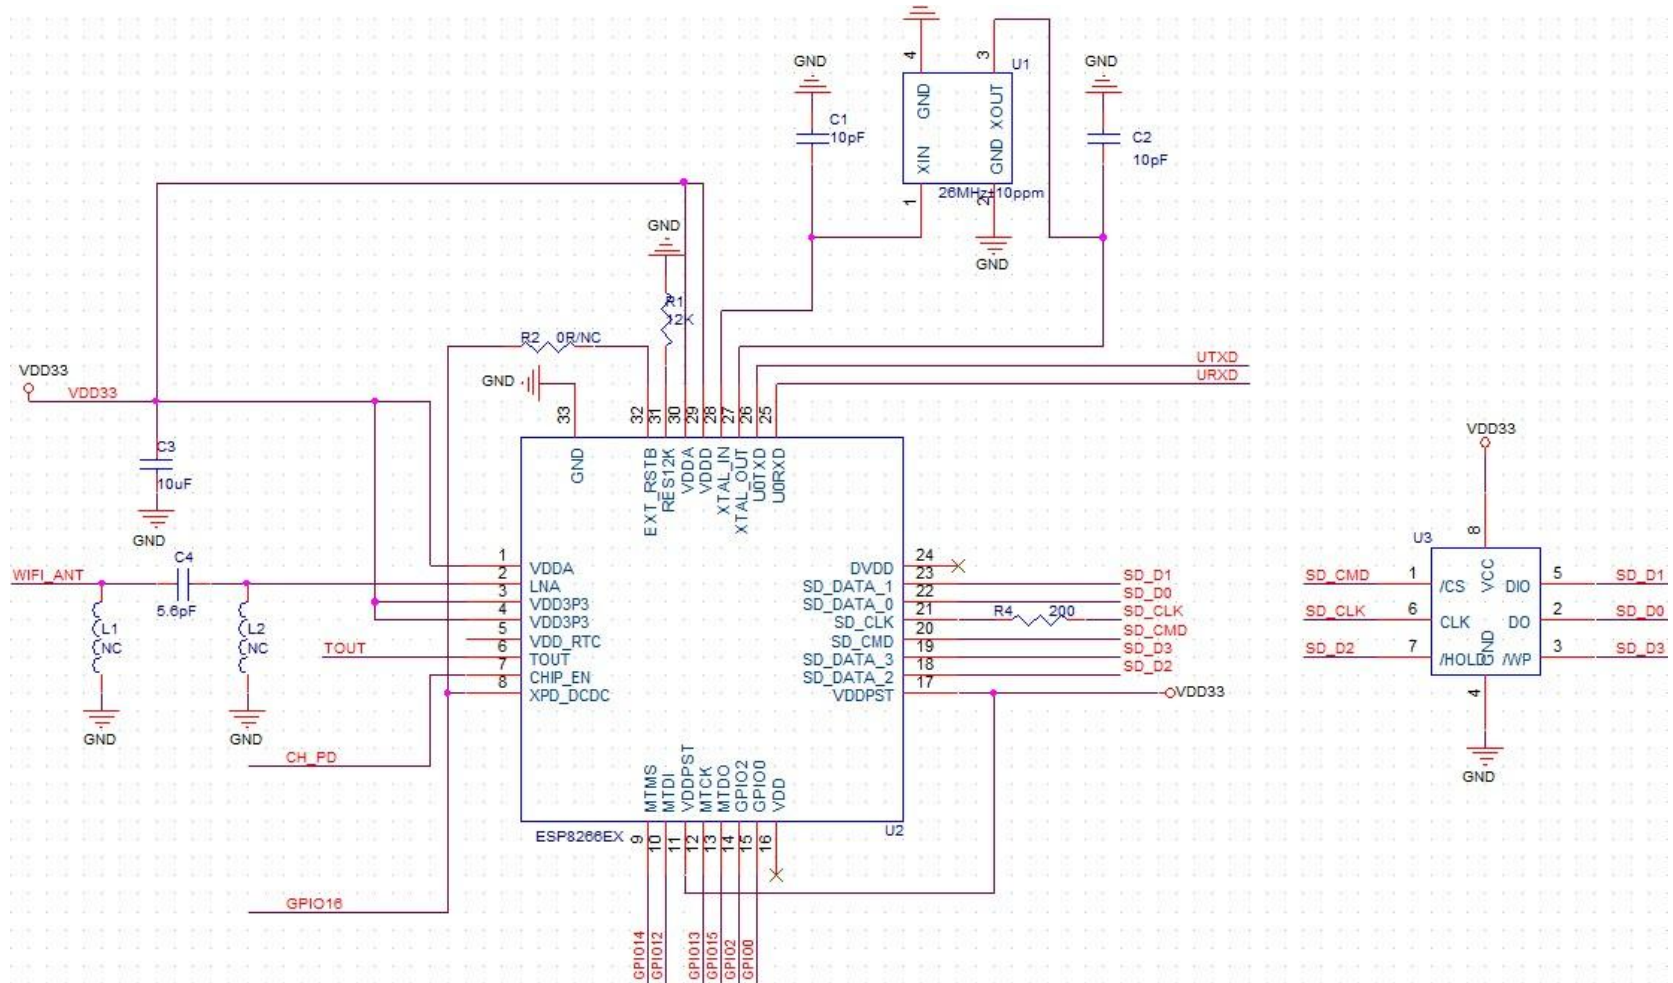 GND
GND
4
3
U1
GND
XOUT
XIN
GND
C1
10pF
C2
10pF
26MHz±10ppm
1
2
GND
GND
R1
12K
R2 0R/NC
GND
UTXD
URXD
VDD33
VDD33
C3
10uF
GND
33
32
31
30
29
28
27
26
25
GND
EXT_RSTB
RES12K
VDDA
VDDD
XTAL_IN
XTAL_OUT
U0TXD
U0RXD
WIFI_ANT
C4
5.6pF
L1
NC
L2
NC
GND
GND
TOUT
CH_PD
GPIO16
1 VDDA
2 LNA
3 VDD3P3
4 VDD3P3
5 VDD_RTC
6 TOUT
7 CHIP_EN
8 XPD_DCDC
DVDD 24
SD_DATA_1 23 SD_D1
SD_DATA_0 22 SD_D0
SD_CLK 21 R4 200 SD_CLK
SD_CMD 20 SD_CMD
SD_DATA_3 19 SD_D3
SD_DATA_2 18 SD_D2
VDDPST 17 VDD33
MTMS
MTDI
VDDPST
MTCK
MTDO
GPIO2
GPIO0
VDD
ESP8266EX
U2
9
10
11
12
13
14
15
16
GPIO14
GPIO12
GPIO13
GPIO15
GPIO2
GPIO0
VDD33
8
U3
VCC
SD_CMD 1 /CS DIO 5 SD_D1
SD_CLK 6 CLK DO 2 SD_D0
SD_D2 7 /HOLD GND /WP 3 SD_D3
4
GND